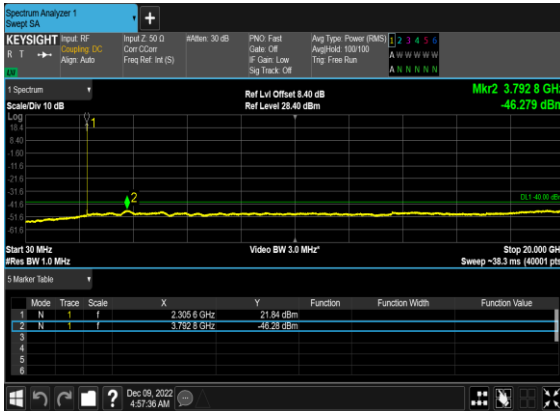 Spectrum Analyzer 1
Swept SA
+
KEYSIGHT Input: RF Input Z: 50 Ω #Atten: 30 dB PNO: Fast Avg Type: Power (RMS) 1 2 3 4 5 6
R T Coupling: DC Corr CCorr Gate: Off Avg|Hold: 100/100 A W W W W W
Align: Auto Freq Ref: Int (S) IF Gain: Low Trig: Free Run
Sig Track: Off A N N N N N
1 Spectrum
Scale/Div 10 dB
Ref Lvl Offset 8.40 dB
Ref Level 28.40 dBm
Mkr2 3.792 8 GHz
-46.279 dBm
Log
18.4
8.40
-1.60
-11.6
-21.6
-31.6
-41.6
-51.6
-61.6
1
2
DL1 -40.00 dBm
Start 30 MHz Video BW 3.0 MHz* Stop 20.000 GHz
#Res BW 1.0 MHz Sweep ~38.3 ms (40001 pts)
5 Marker Table
Mode Trace Scale X Y Function Function Width Function Value
1 N 1 f 2.305 6 GHz 21.84 dBm
2 N 1 f 3.792 8 GHz -46.28 dBm
3
4
5
6
?
Dec 09, 2022
4:57:36 AM